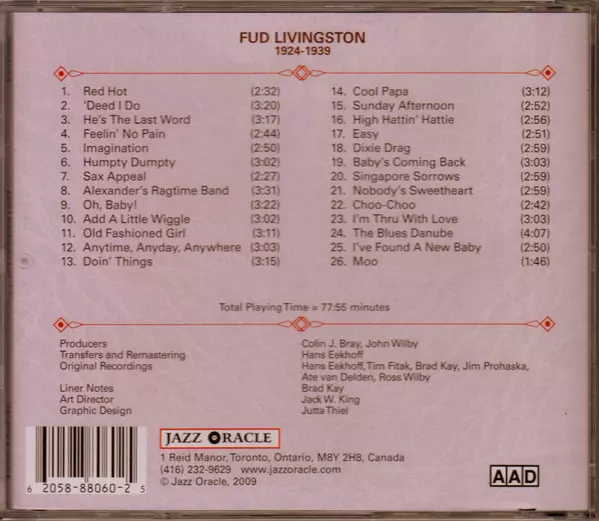 FUD LIVINGSTON
1924-1939
1. Red Hot (2:32)
2. 'Deed I Do (3:20)
3. He's The Last Word (3:17)
4. Feelin' No Pain (2:44)
5. Imagination (2:50)
6. Humpty Dumpty (3:02)
7. Sax Appeal (2:27)
8. Alexander's Ragtime Band (3:31)
9. Oh, Baby! (3:22)
10. Add A Little Wiggle (3:02)
11. Old Fashioned Girl (3:11)
12. Anytime, Anyday, Anywhere (3:03)
13. Doin' Things (3:15)
14. Cool Papa (3:12)
15. Sunday Afternoon (2:52)
16. High Hattin' Hattie (2:56)
17. Easy (2:51)
18. Dixie Drag (2:59)
19. Baby's Coming Back (3:03)
20. Singapore Sorrows (2:59)
21. Nobody's Sweetheart (2:59)
22. Choo-Choo (2:42)
23. I'm Thru With Love (3:03)
24. The Blues Danube (4:07)
25. I've Found A New Baby (2:50)
26. Moo (1:46)
Total Playing Time = 77:55 minutes
Producers Colin J. Bray, John Wilby
Transfers and Remastering Hans Eekhoff
Original Recordings Hans Eekhoff, Tim Fitak, Brad Kay, Jim Prohaska,
Ate van Delden, Ross Wilby
Liner Notes Brad Kay
Art Director Jack W. King
Graphic Design Jutta Thiel
JAZZ ORACLE
1 Reid Manor, Toronto, Ontario, M8Y 2H8, Canada
(416) 232-9629 www.jazzoracle.com
© Jazz Oracle, 2009
6 2058-88060-2 5
AAD